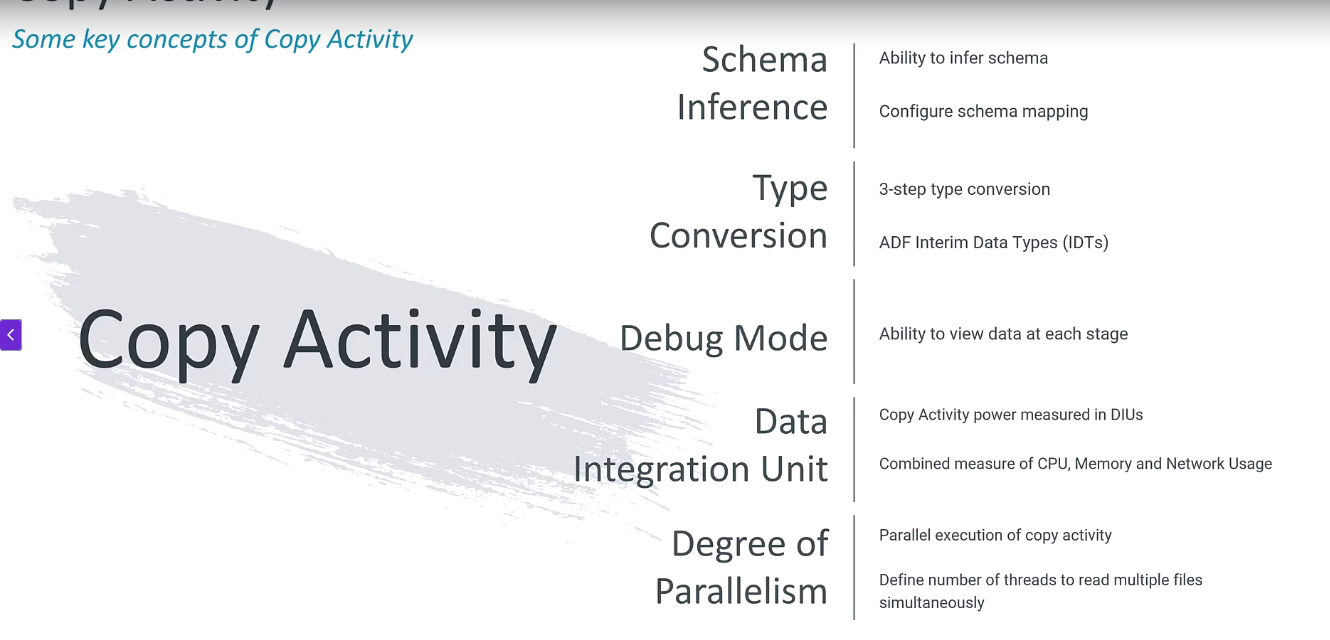 Copy Activity
Some key concepts of Copy Activity
Schema
Inference
Ability to infer schema
Configure schema mapping
Type
Conversion
3-step type conversion
ADF Interim Data Types (IDTs)
Copy Activity
Debug Mode
Ability to view data at each stage
Data
Integration Unit
Copy Activity power measured in DIUs
Combined measure of CPU, Memory and Network Usage
Degree of
Parallelism
Parallel execution of copy activity
Define number of threads to read multiple files
simultaneously